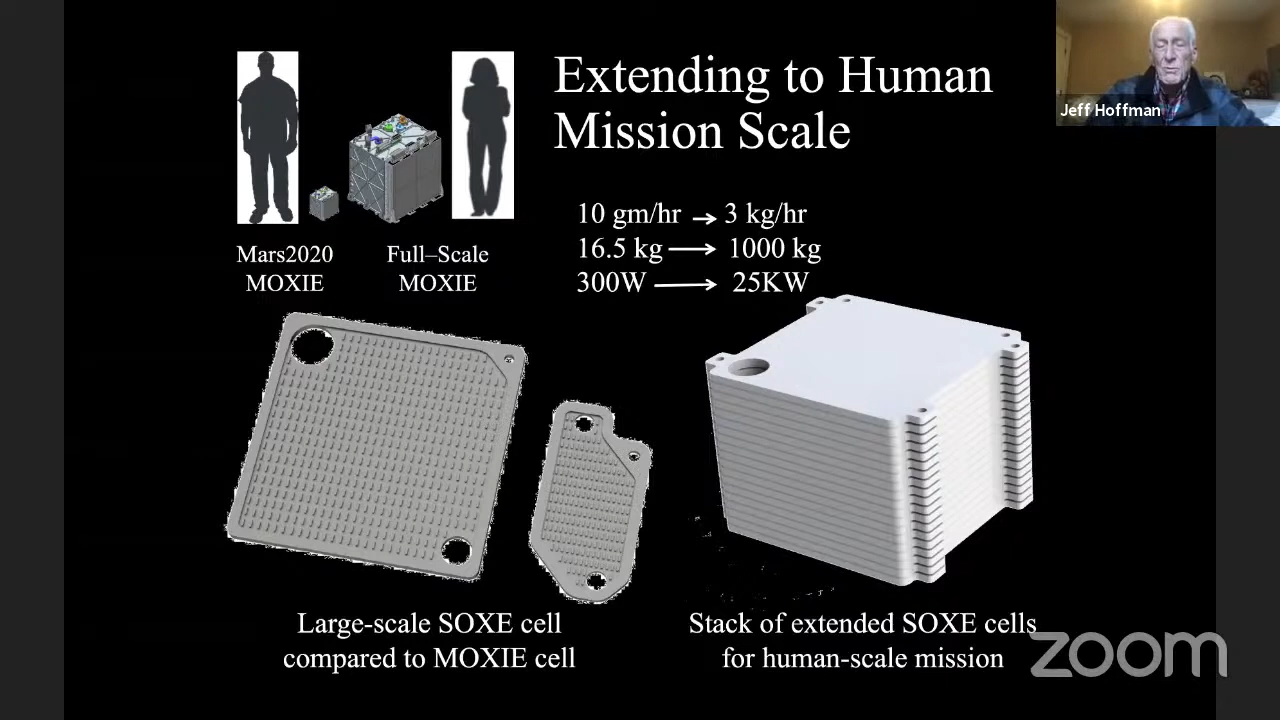 Extending to Human
Mission Scale
Jeff Hoffman
10 gm/hr → 3 kg/hr
16.5 kg → 1000 kg
300W → 25KW
Mars2020
MOXIE
Full–Scale
MOXIE
Large-scale SOXE cell
compared to MOXIE cell
Stack of extended SOXE cells
for human-scale mission
zoom